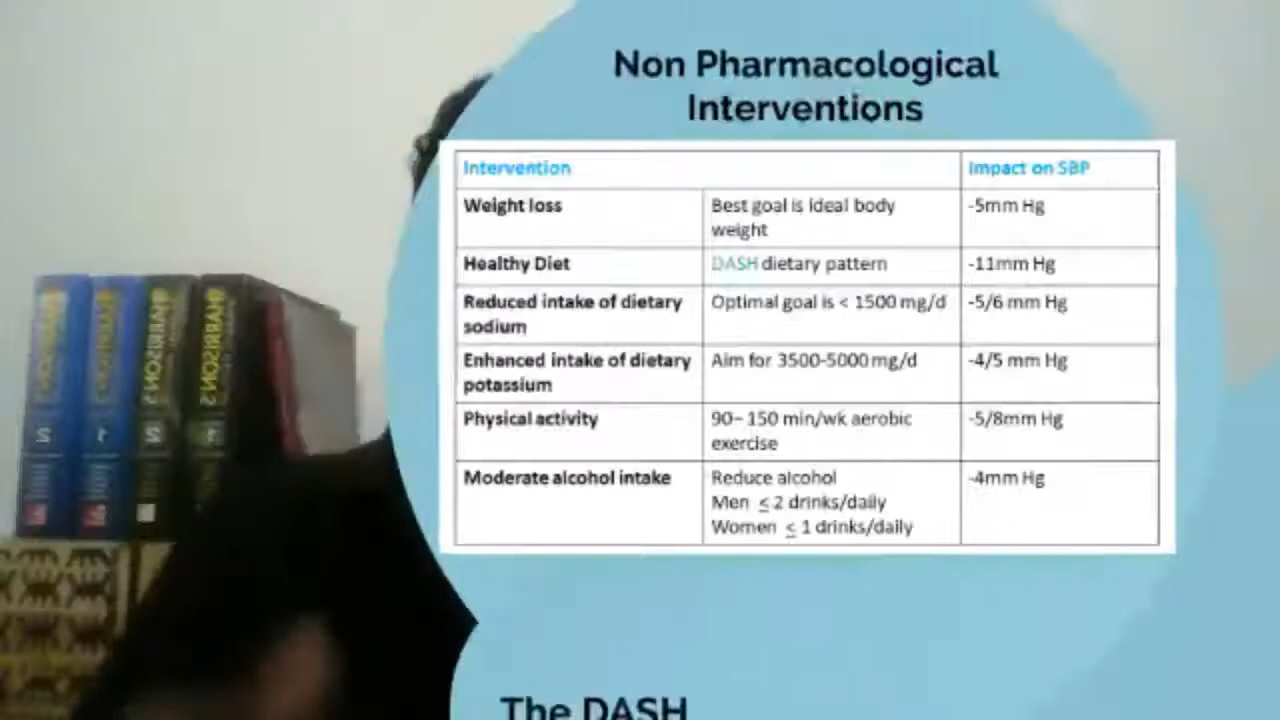 Non Pharmacological
Interventions
Intervention Impact on SBP
Weight loss Best goal is ideal body weight -5mm Hg
Healthy Diet DASH dietary pattern -11mm Hg
Reduced intake of dietary sodium Optimal goal is < 1500 mg/d -5/6 mm Hg
Enhanced intake of dietary potassium Aim for 3500-5000 mg/d -4/5 mm Hg
Physical activity 90–150 min/wk aerobic exercise -5/8mm Hg
Moderate alcohol intake Reduce alcohol -4mm Hg
Men ≤ 2 drinks/daily
Women ≤ 1 drinks/daily
The DASH
HARRISON'S
HARRISON'S